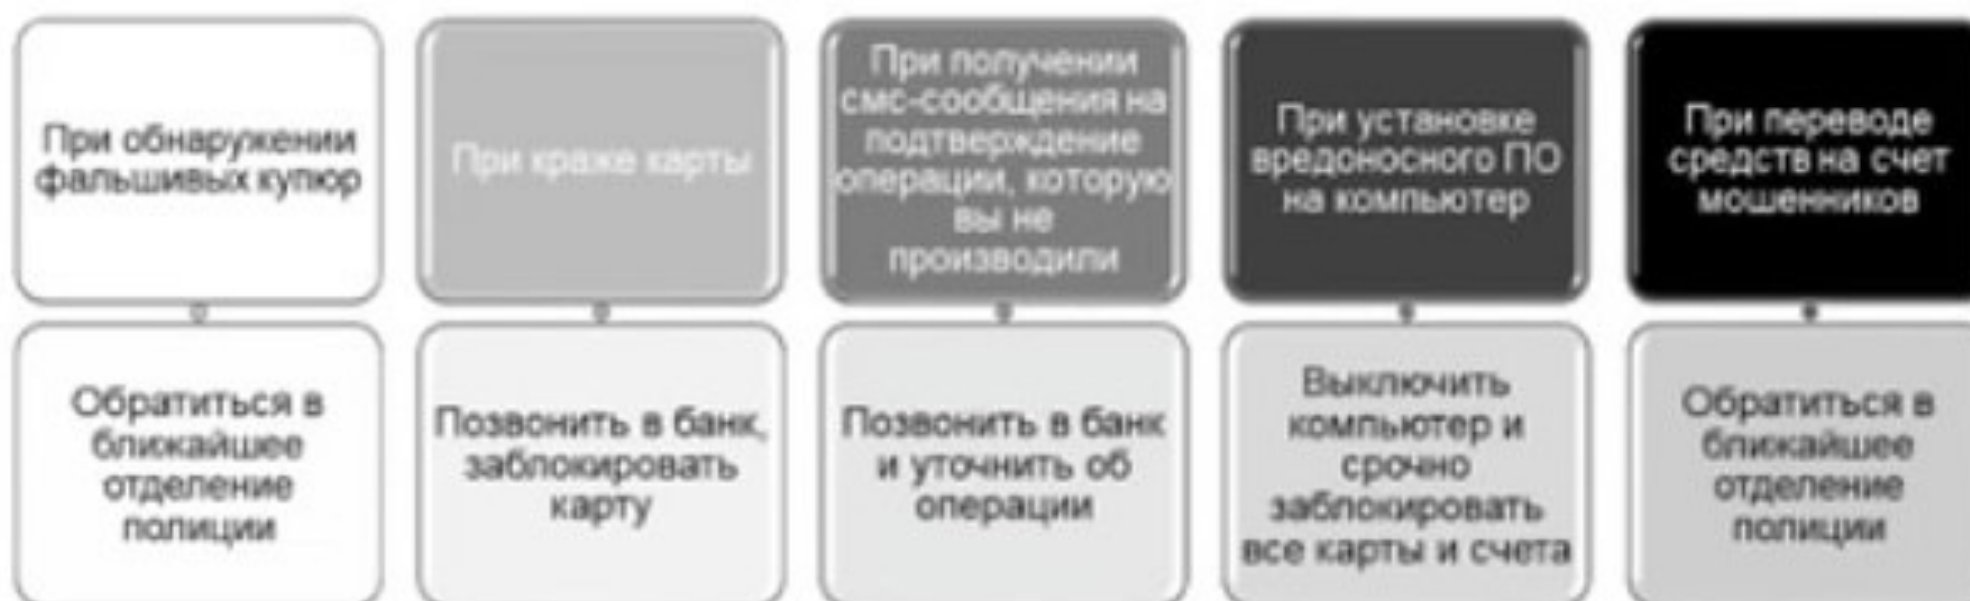 При обнаружении
фальшивых купюр
При краже карты
При получении
смс-сообщения на
подтверждение
операции, которую
вы не
производили
При установке
вредоносного ПО
на компьютер
При переводе
средств на счет
мошенников
Обратиться в
ближайшее
отделение
полиции
Позвонить в банк,
заблокировать
карту
Позвонить в банк
и уточнить об
операции
Выключить
компьютер и
срочно
заблокировать
все карты и счета
Обратиться в
ближайшее
отделение
полиции